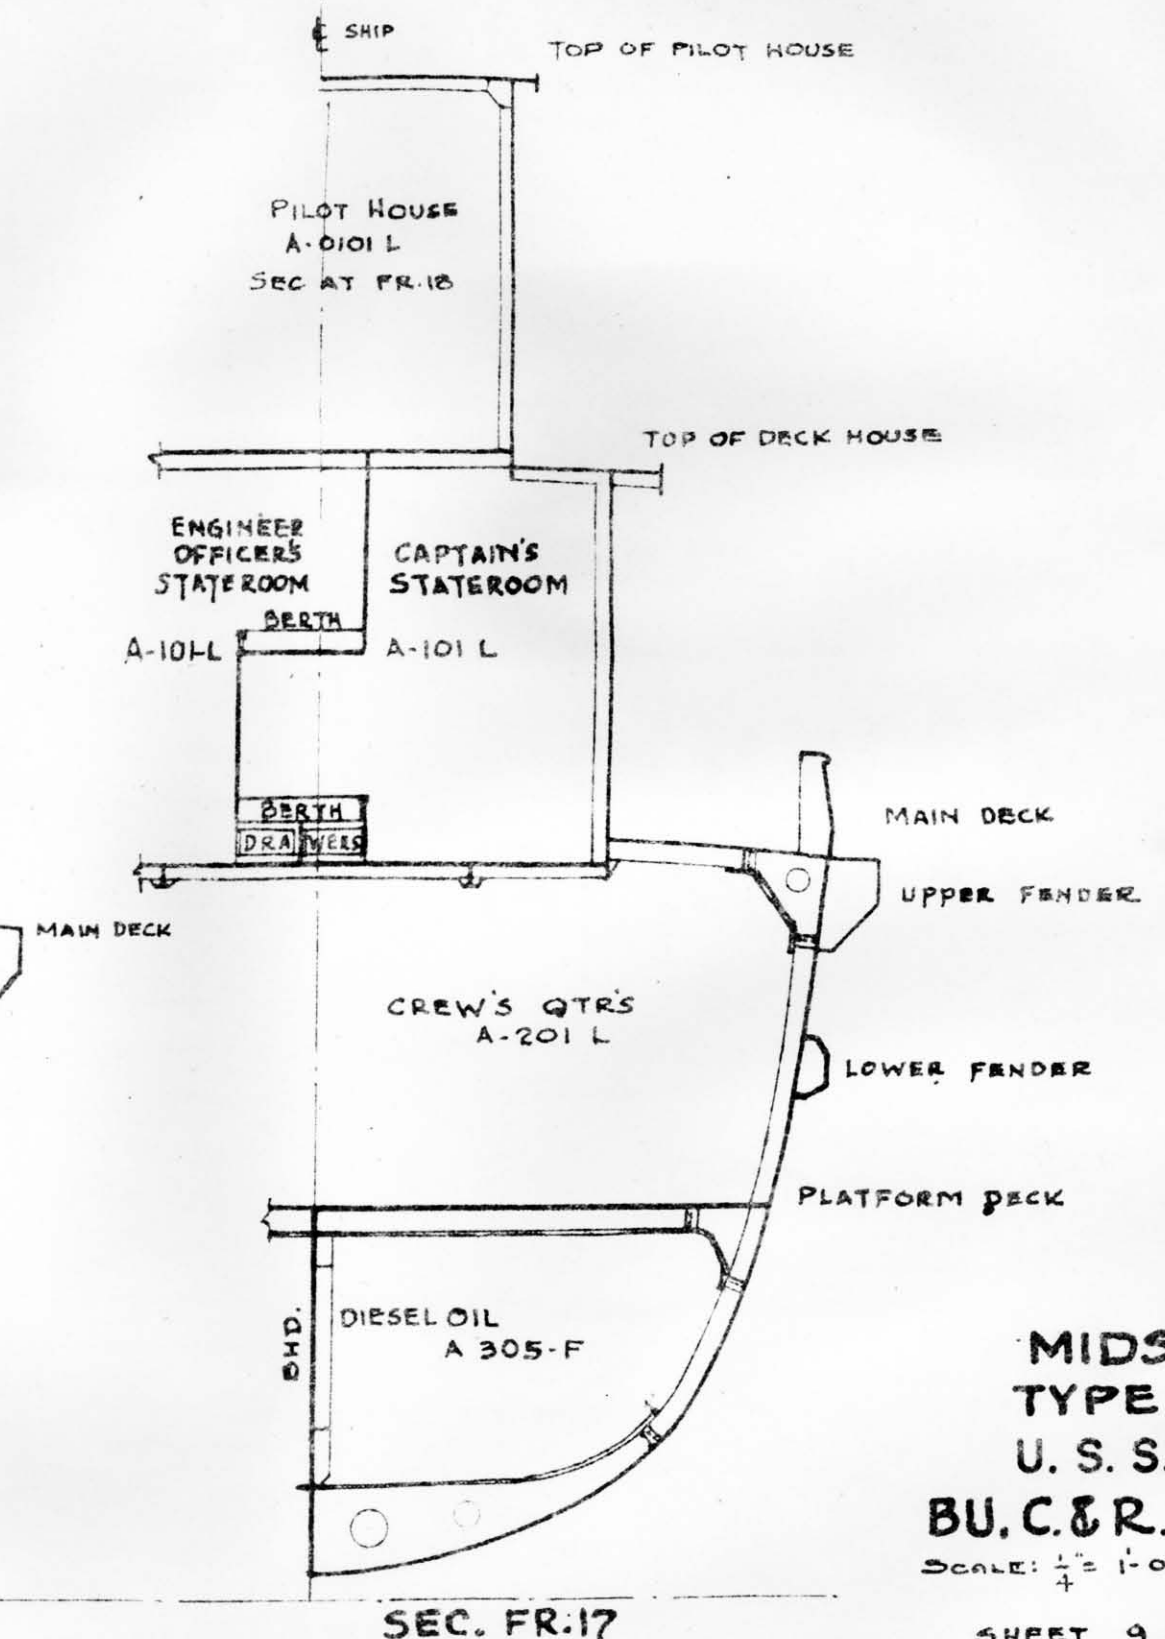 ℄ SHIP
TOP OF PILOT HOUSE
PILOT HOUSE
A-0101 L
SEC AT FR.18
TOP OF DECK HOUSE
ENGINEER
OFFICER'S
STATEROOM
CAPTAIN'S
STATEROOM
BERTH
A-101-L
A-101 L
BERTH
DRAWERS
MAIN DECK
UPPER FENDER
MAIN DECK
CREW'S QTR'S
A-201 L
LOWER FENDER
PLATFORM DECK
BHD.
DIESEL OIL
A 305-F
MIDS
TYPE
U.S.S.
BU.C.&R.
SCALE: 1/4" = 1'-0
SEC. FR.17
SHEET 9